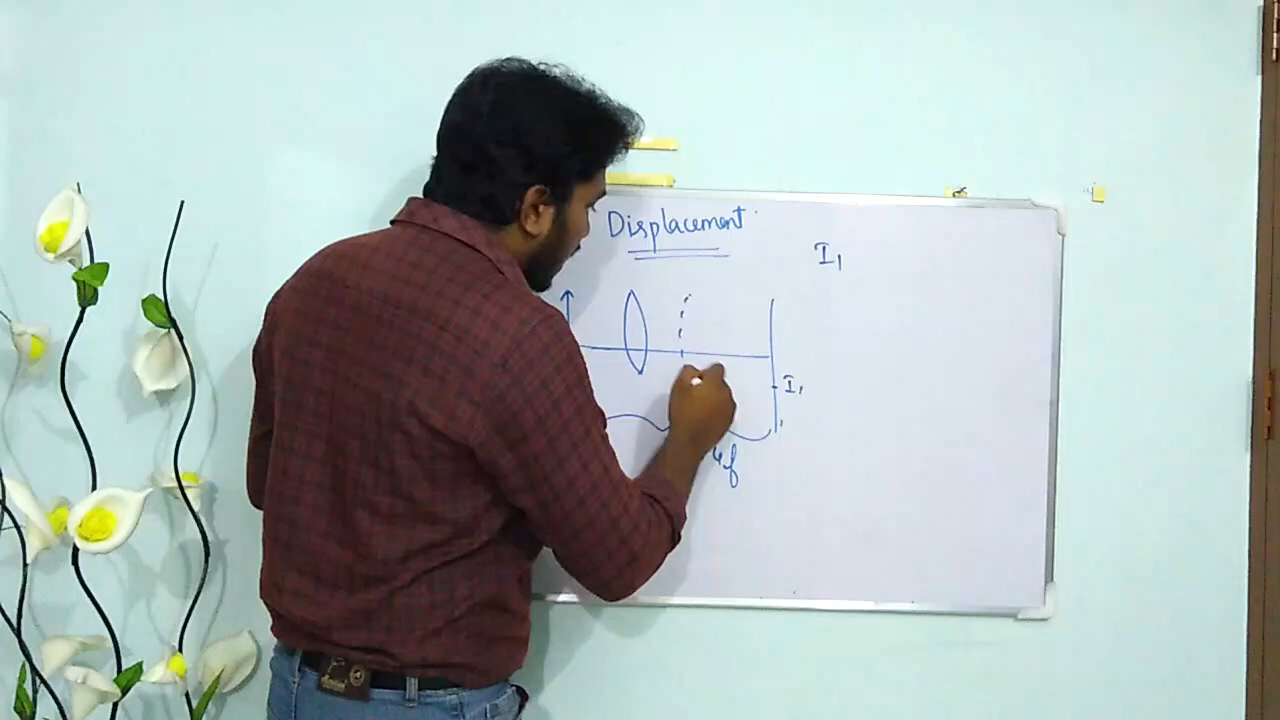 Displacement
I₁
I₁
4f